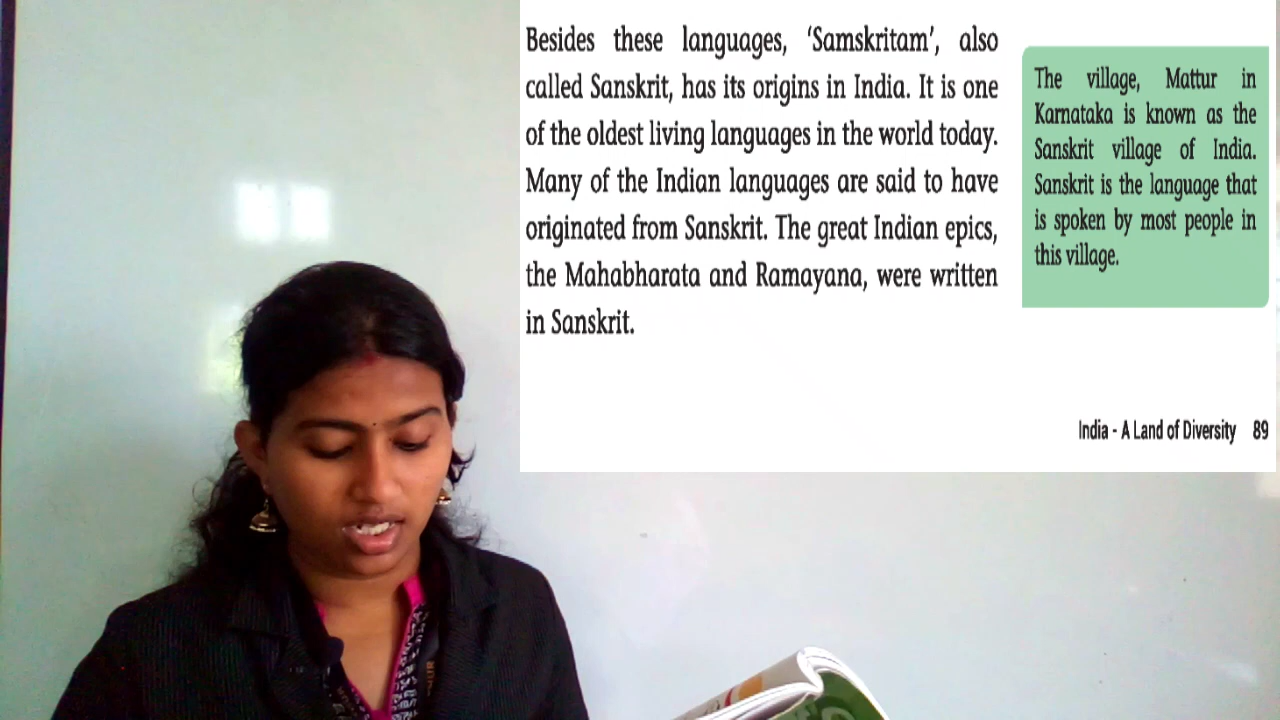 Besides these languages, ‘Samskritam’, also
called Sanskrit, has its origins in India. It is one
of the oldest living languages in the world today.
Many of the Indian languages are said to have
originated from Sanskrit. The great Indian epics,
the Mahabharata and Ramayana, were written
in Sanskrit.
The village, Mattur in
Karnataka is known as the
Sanskrit village of India.
Sanskrit is the language that
is spoken by most people in
this village.
India - A Land of Diversity 89